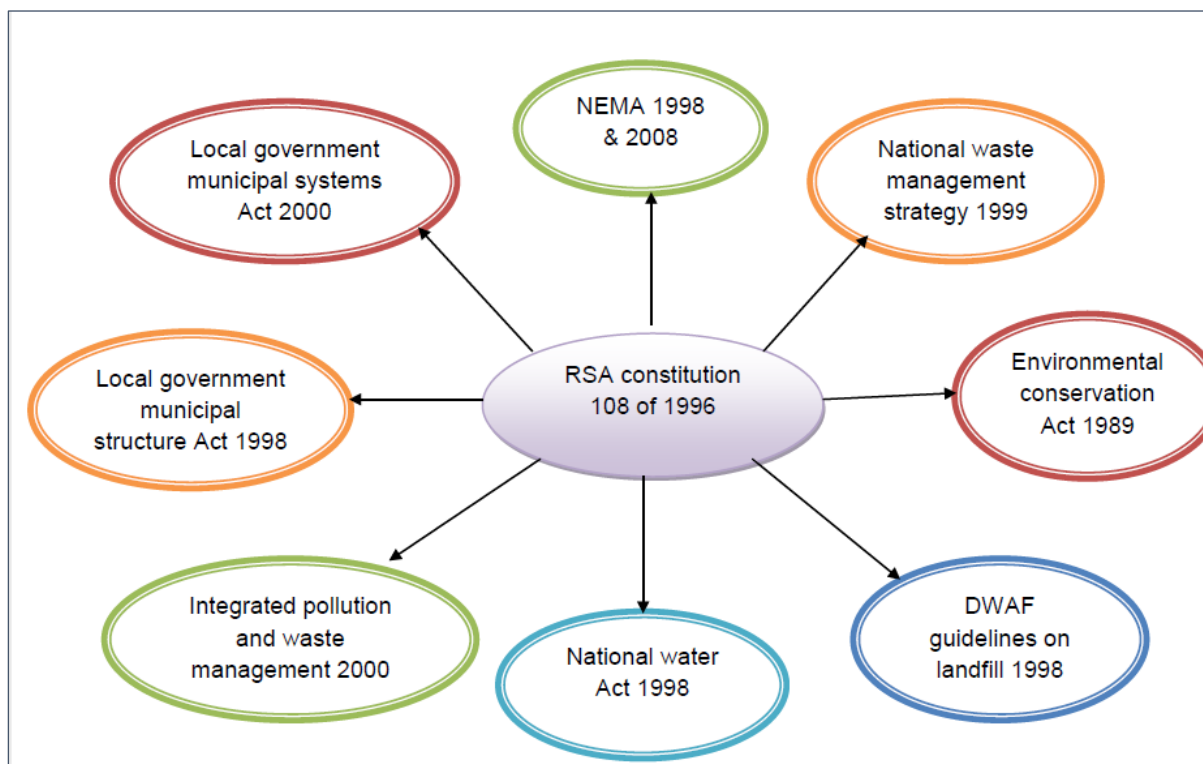 NEMA 1998
& 2008
Local government
municipal systems
Act 2000
National waste
management
strategy 1999
RSA constitution
108 of 1996
Environmental
conservation
Act 1989
Local government
municipal
structure Act 1998
Integrated pollution
and waste
management 2000
National water
Act 1998
DWAF
guidelines on
landfill 1998